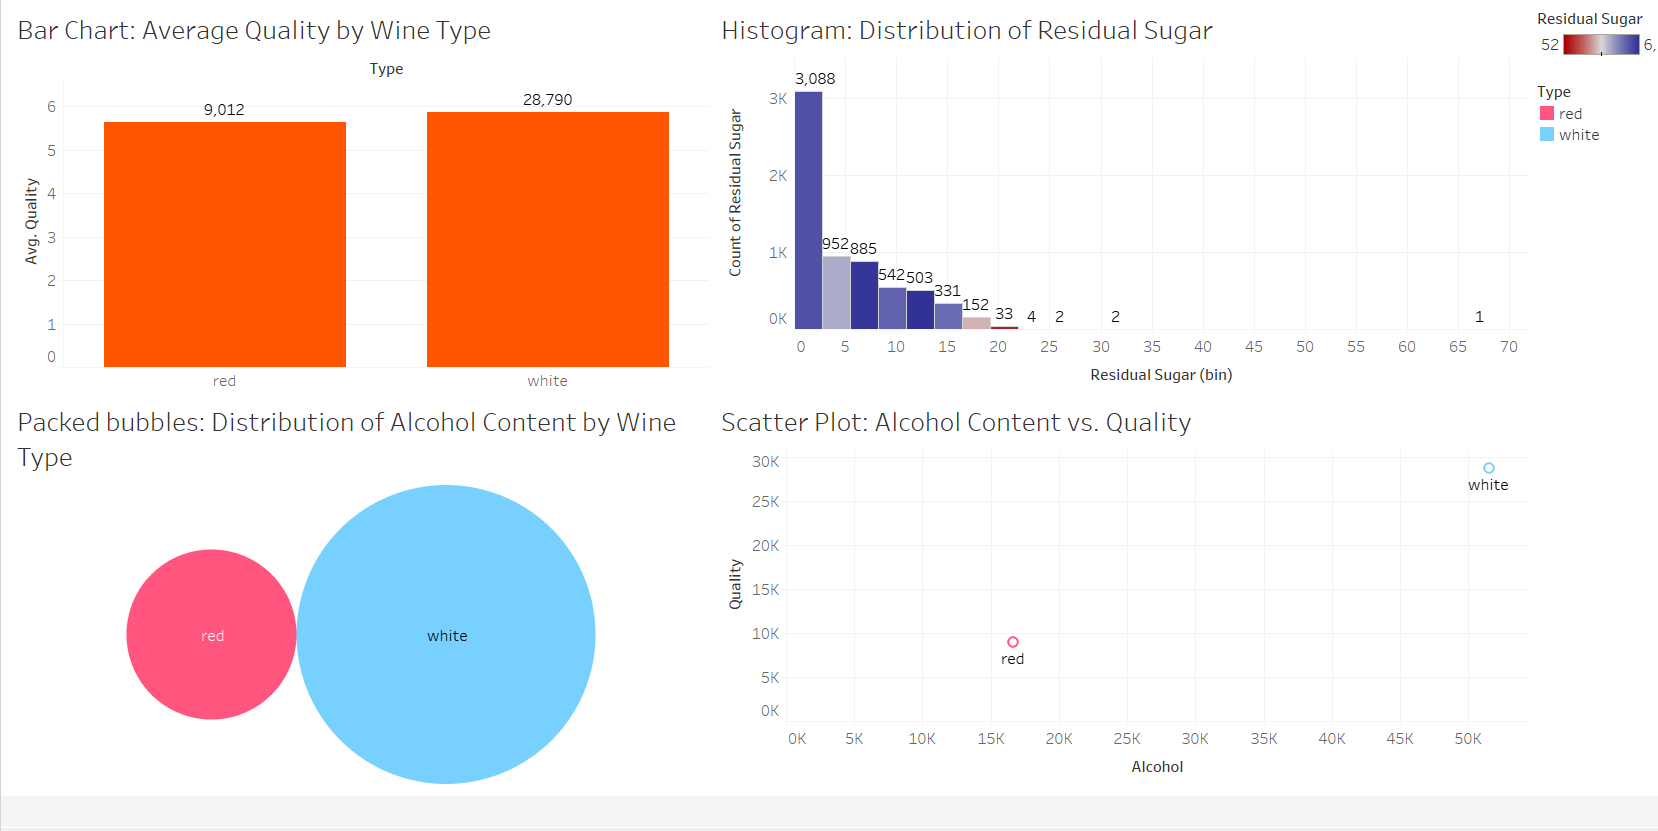 Bar Chart: Average Quality by Wine Type
Type
Avg. Quality
6
5
4
3
2
1
0
9,012
28,790
red
white
Histogram: Distribution of Residual Sugar
Count of Residual Sugar
3K
2K
1K
0K
3,088
952
885
542
503
331
152
33
4
2
2
1
0 5 10 15 20 25 30 35 40 45 50 55 60 65 70
Residual Sugar (bin)
Residual Sugar
52 6,
Type
red
white
Packed bubbles: Distribution of Alcohol Content by Wine
Type
red
white
Scatter Plot: Alcohol Content vs. Quality
Quality
30K
25K
20K
15K
10K
5K
0K
white
red
0K 5K 10K 15K 20K 25K 30K 35K 40K 45K 50K
Alcohol